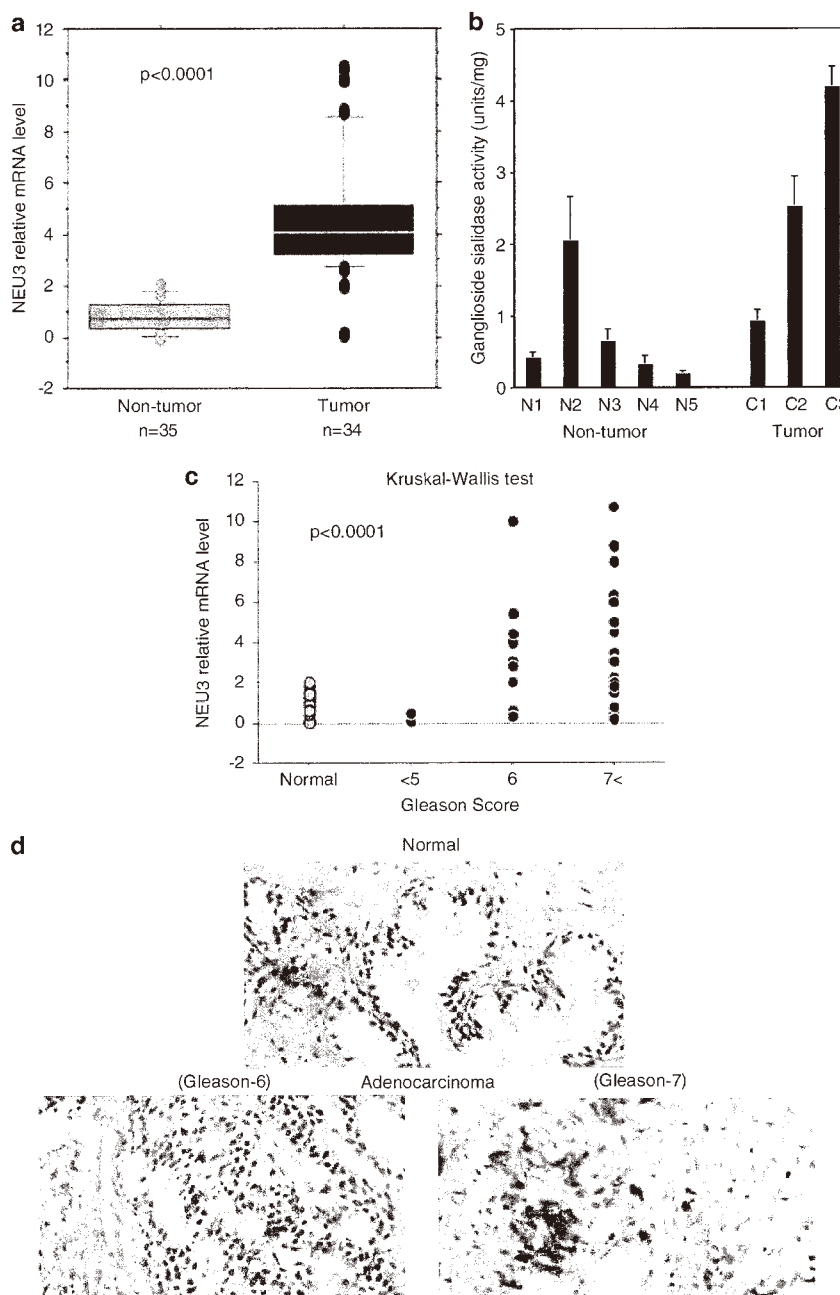 a
12
10
8
6
4
2
0
-2
NEU3 relative mRNA level
p<0.0001
Non-tumor
n=35
Tumor
n=34
b
5
4
3
2
1
0
Ganglioside sialidase activity (units/mg)
N1 N2 N3 N4 N5 C1 C2 C3
Non-tumor Tumor
c
Kruskal-Wallis test
12
10
8
6
4
2
0
-2
NEU3 relative mRNA level
p<0.0001
Normal <5 6 7<
Gleason Score
d
Normal
(Gleason-6) Adenocarcinoma (Gleason-7)